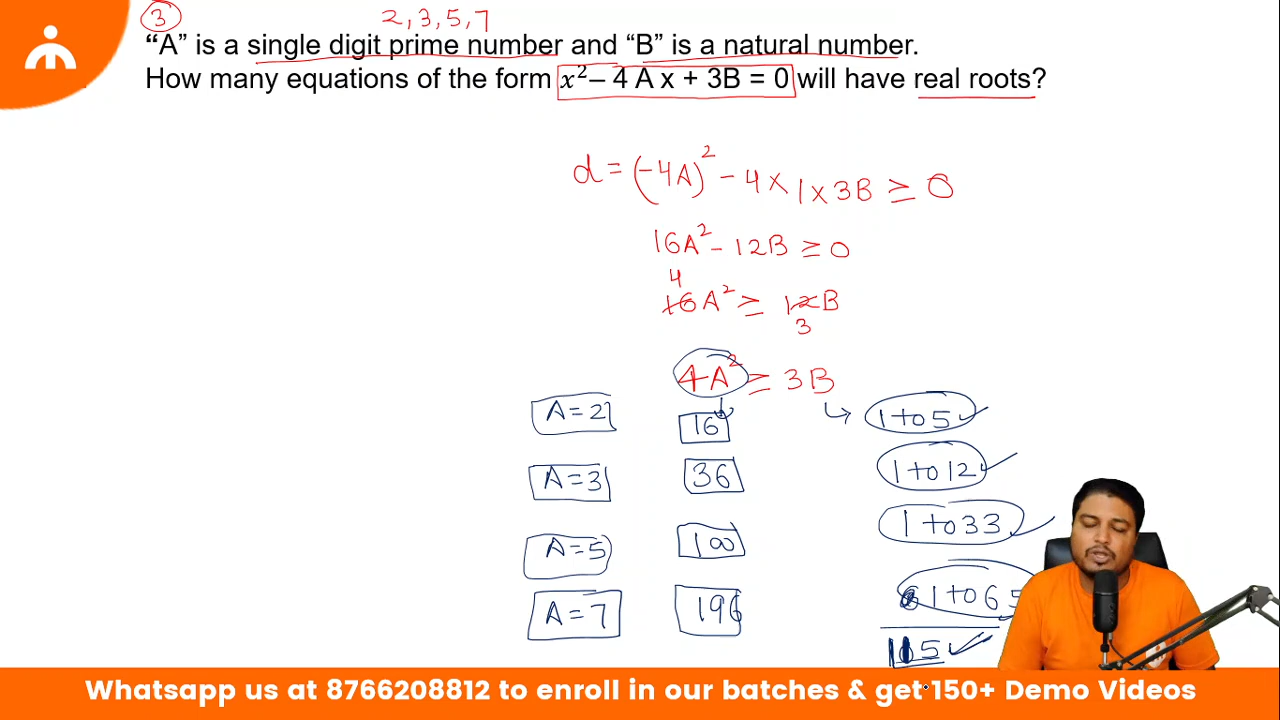 3 2, 3, 5, 7
“A” is a single digit prime number and “B” is a natural number.
How many equations of the form x² – 4 A x + 3B = 0 will have real roots?
d = (-4A)² - 4 x 1 x 3B ≥ 0
16A² - 12B ≥ 0
4
16A² ≥ 12B
3
4A² ≥ 3B
A=2 16 1 to 5
A=3 36 1 to 12
A=5 100 1 to 33
A=7 196 1 to 65
115
Whatsapp us at 8766208812 to enroll in our batches & get 150+ Demo Videos